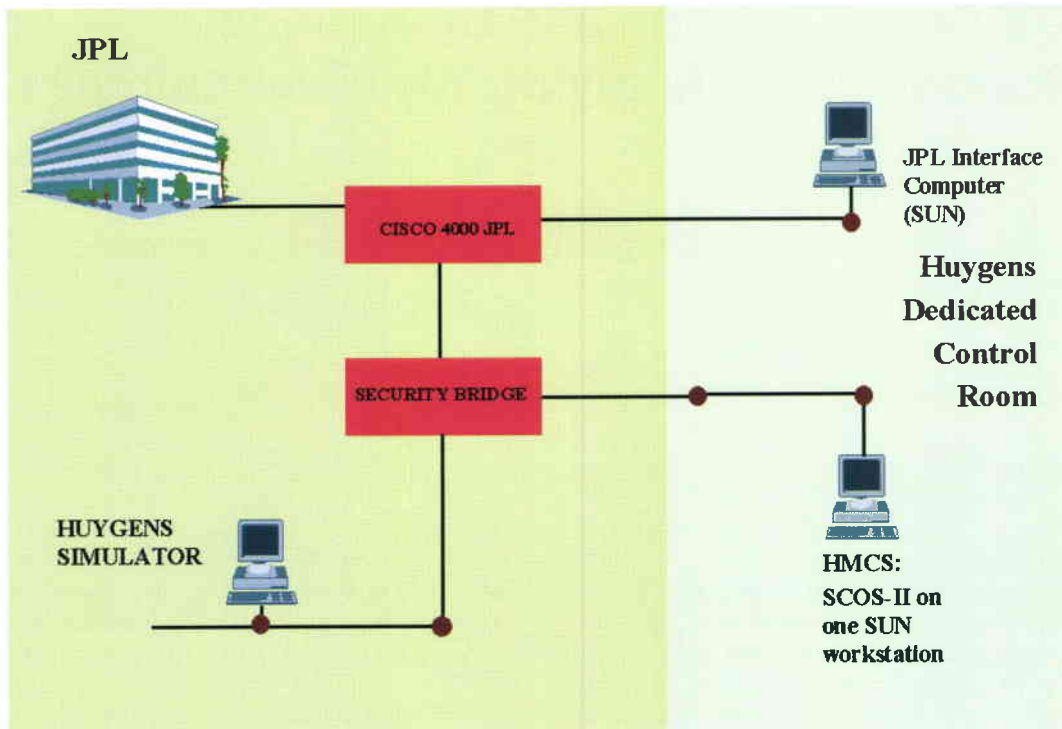 JPL
CISCO 4000 JPL
JPL Interface
Computer
(SUN)
Huygens
Dedicated
Control
Room
SECURITY BRIDGE
HUYGENS
SIMULATOR
HMCS:
SCOS-II on
one SUN
workstation